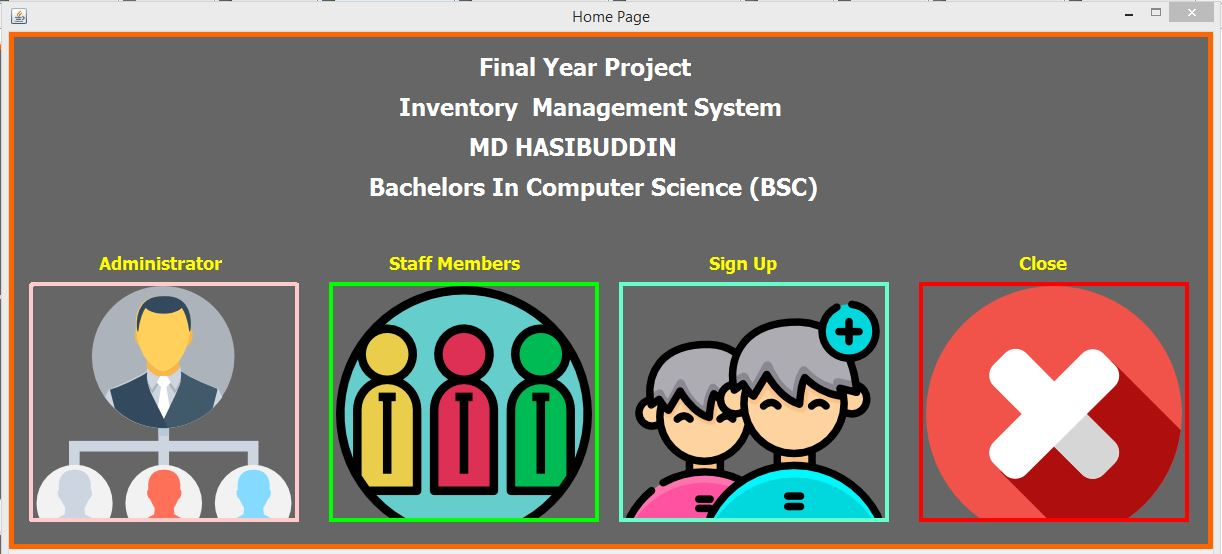 Home Page
Final Year Project
Inventory  Management System
MD HASIBUDDIN
Bachelors In Computer Science (BSC)
Administrator
Staff Members
Sign Up
Close